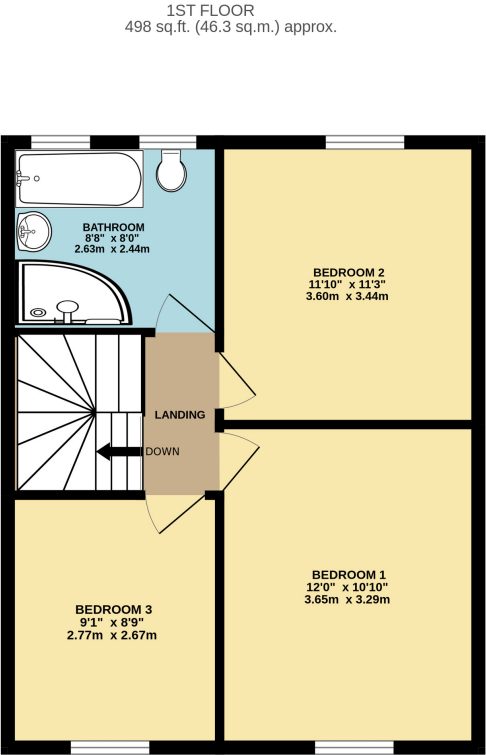 1ST FLOOR
498 sq.ft. (46.3 sq.m.) approx.
BATHROOM
8'8" x 8'0"
2.63m x 2.44m
BEDROOM 2
11'10" x 11'3"
3.60m x 3.44m
LANDING
DOWN
BEDROOM 1
12'0" x 10'10"
3.65m x 3.29m
BEDROOM 3
9'1" x 8'9"
2.77m x 2.67m